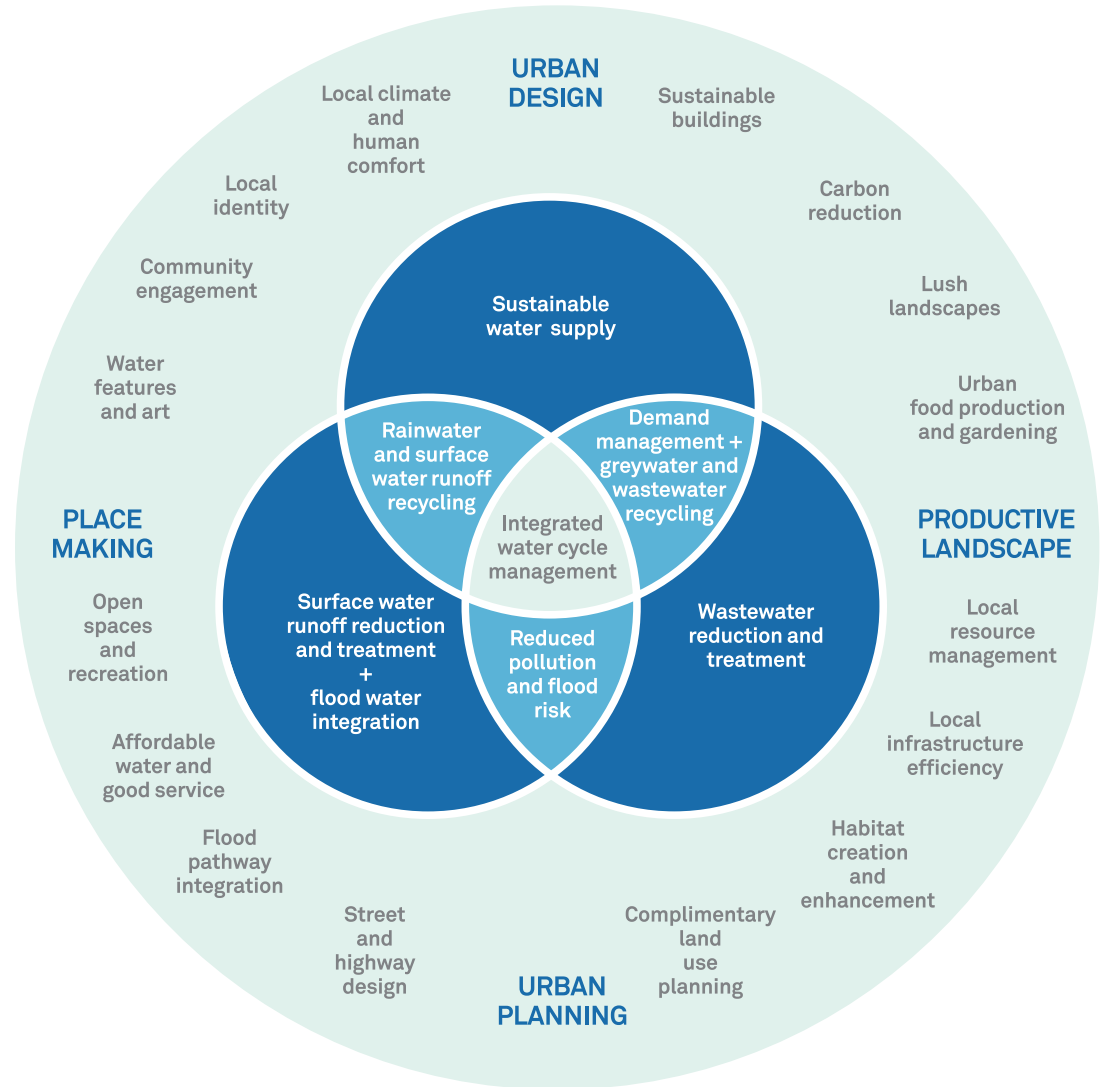 URBAN
DESIGN
Local climate
and
human
comfort
Sustainable
buildings
Local
identity
Carbon
reduction
Community
engagement
Lush
landscapes
Water
features
and art
Urban
food production
and gardening
Sustainable
water supply
Rainwater
and surface
water runoff
recycling
Demand
management +
greywater and
wastewater
recycling
Integrated
water cycle
management
PLACE
MAKING
PRODUCTIVE
LANDSCAPE
Surface water
runoff reduction
and treatment
+
flood water
integration
Reduced
pollution
and flood
risk
Wastewater
reduction and
treatment
Open
spaces
and
recreation
Local
resource
management
Affordable
water and
good service
Local
infrastructure
efficiency
Flood
pathway
integration
Habitat
creation
and
enhancement
Street
and
highway
design
Complimentary
land
use
planning
URBAN
PLANNING